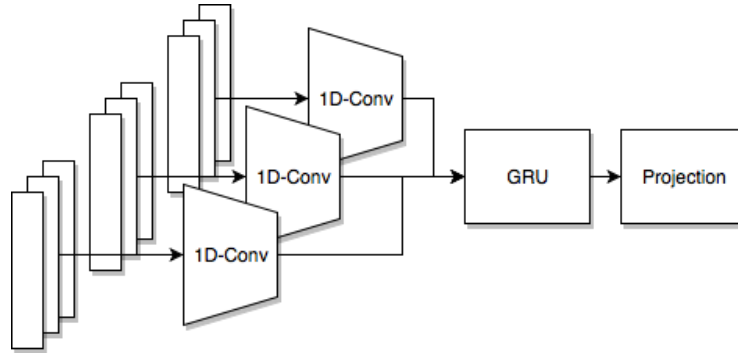 1D-Conv
1D-Conv
1D-Conv
GRU
Projection